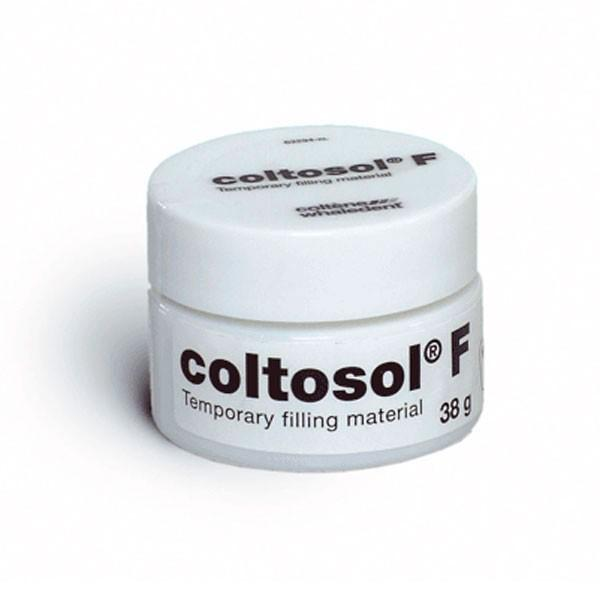 coltosol® F
Temporary filling material
coltène
whaledent
coltosol® F
Temporary filling material 38 g